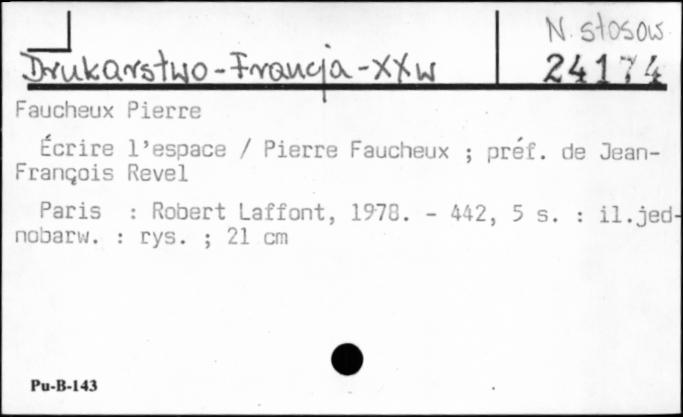 N. stosow.
Drukarstwo-Francja-XXw
24174
Faucheux Pierre
Écrire l'espace / Pierre Faucheux ; préf. de Jean-
François Revel
Paris : Robert Laffont, 1978. - 442, 5 s. : il.jed-
nobarw. : rys. ; 21 cm
Pu-B-143